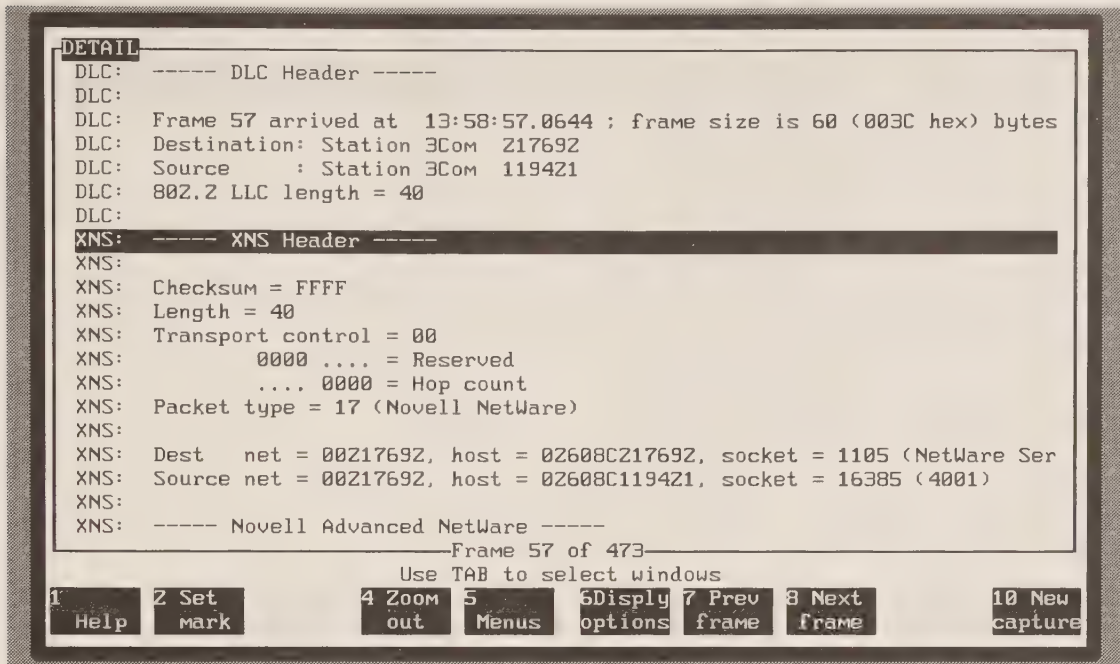 DETAIL
DLC: ----- DLC Header -----
DLC:
DLC: Frame 57 arrived at 13:58:57.0644 ; frame size is 60 (003C hex) bytes
DLC: Destination: Station 3Com 217692
DLC: Source : Station 3Com 119421
DLC: 802.2 LLC length = 40
DLC:
XNS: ----- XNS Header -----
XNS:
XNS: Checksum = FFFF
XNS: Length = 40
XNS: Transport control = 00
XNS: 0000 .... = Reserved
XNS: .... 0000 = Hop count
XNS: Packet type = 17 (Novell NetWare)
XNS:
XNS: Dest net = 00217692, host = 02608C217692, socket = 1105 (NetWare Ser
XNS: Source net = 00217692, host = 02608C119421, socket = 16385 (4001)
XNS:
XNS: ----- Novell Advanced NetWare -----
Frame 57 of 473
Use TAB to select windows
1 Help 2 Set mark 4 Zoom out 5 Menus 6Disply options 7 Prev frame 8 Next frame 10 New capture